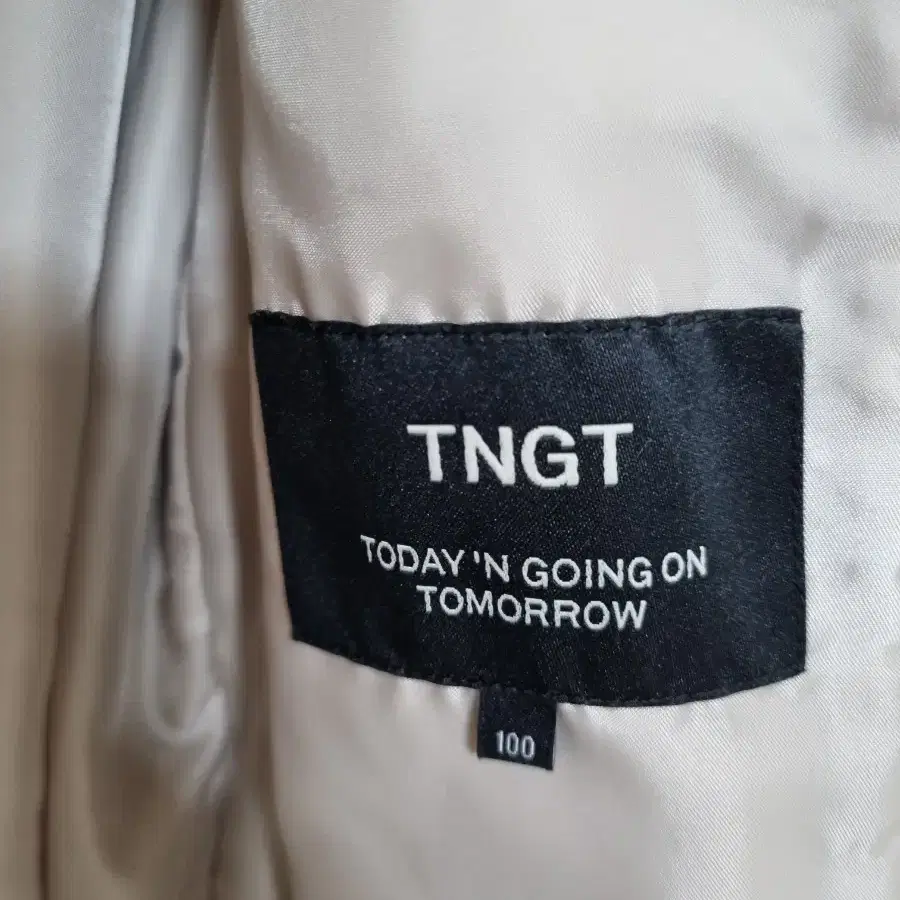 TNGT
TODAY 'N GOING ON
TOMORROW
100